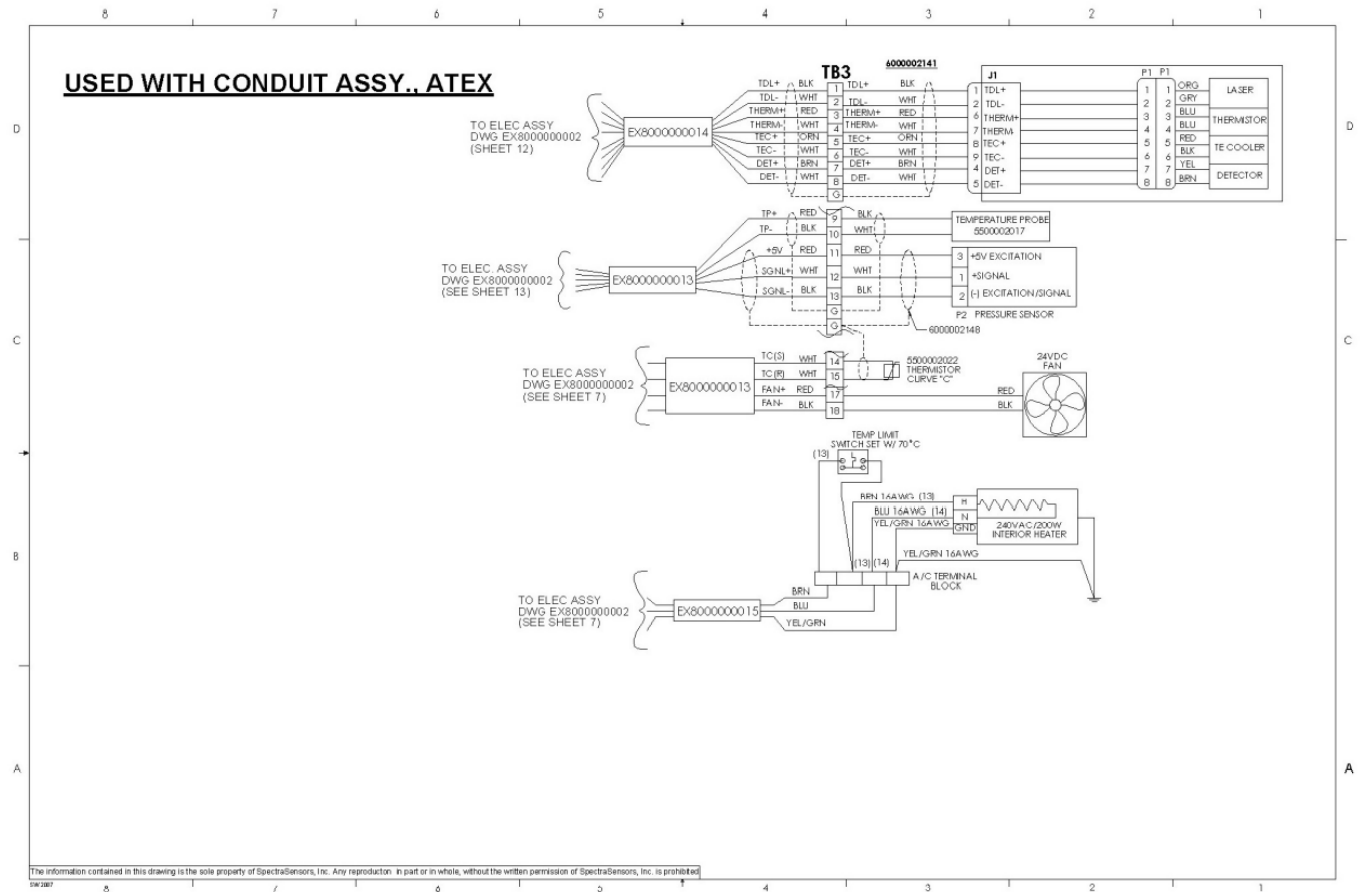 8 7 6 5 4 3 2 1
USED WITH CONDUIT ASSY., ATEX
TB3
6000002141
TO ELEC ASSY
DWG EX8000000002
(SHEET 12)
EX8000000014
TDL+ BLK 1 TDL+ BLK
TDL- WHT 2 TDL- WHT
THERM+ RED 3 THERM+ RED
THERM- WHT 4 THERM- WHT
TEC+ ORN 5 TEC+ ORN
TEC- WHT 6 TEC- WHT
DET+ BRN 7 DET+ BRN
DET- WHT 8 DET- WHT
G
J1
1 TDL+
2 TDL-
6 THERM+
7 THERM-
8 TEC+
9 TEC-
4 DET+
5 DET-
P1 P1
1 1 ORG
2 2 GRY
3 3 BLU
4 4 BLU
5 5 RED
6 6 BLK
7 7 YEL
8 8 BRN
LASER
THERMISTOR
TE COOLER
DETECTOR
D
D
TO ELEC. ASSY
DWG EX8000000002
(SEE SHEET 13)
EX8000000013
TP+ RED 9 BLK
TP- BLK 10 WHT
+5V RED 11 RED
SGNL+ WHT 12 WHT
SGNL- BLK 13 BLK
G
G
TEMPERATURE PROBE
5500002017
3 +5V EXCITATION
1 +SIGNAL
2 (-) EXCITATION/SIGNAL
P2 PRESSURE SENSOR
6000002148
C
C
TO ELEC ASSY
DWG EX8000000002
(SEE SHEET 7)
EX8000000013
TC(S) WHT 14
TC(R) WHT 15
FAN+ RED 17
FAN- BLK 18
5500002022
THERMISTOR
CURVE "C"
RED
BLK
24VDC
FAN
TEMP LIMIT
SWITCH SET W/ 70°C
(13)
L
BRN 16AWG (13) H
BLU 16AWG (14) N
YEL/GRN 16AWG GND
240VAC/200W
INTERIOR HEATER
YEL/GRN 16AWG
(13) (14)
A/C TERMINAL
BLOCK
B
B
TO ELEC ASSY
DWG EX8000000002
(SEE SHEET 7)
EX8000000015
BRN
BLU
YEL/GRN
A
A
The information contained in this drawing is the sole property of SpectraSensors, Inc. Any reproducton in part or in whole, without the written permission of SpectraSensors, Inc. is prohibited
SW2007
8 7 6 5 4 3 2 1